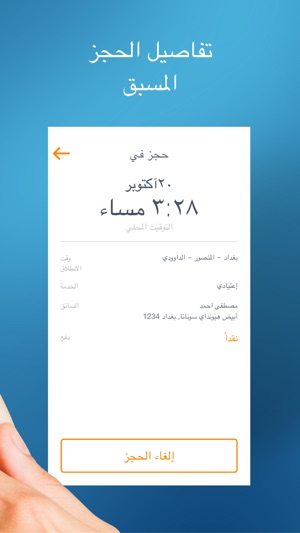 تفاصيل الحجز
المسبق
حجز في
٢٠أكتوبر
٣:٢٨ مساء
التوقيت المحلي
وقت
الانطلاق
بغداد - المنصور - الداوودي
الخدمة
إعتيادي
السائق
مصطفى احمد
أبيض هيونداي سوناتا, بغداد 1234
دفع
نقداً
إلغاء الحجز